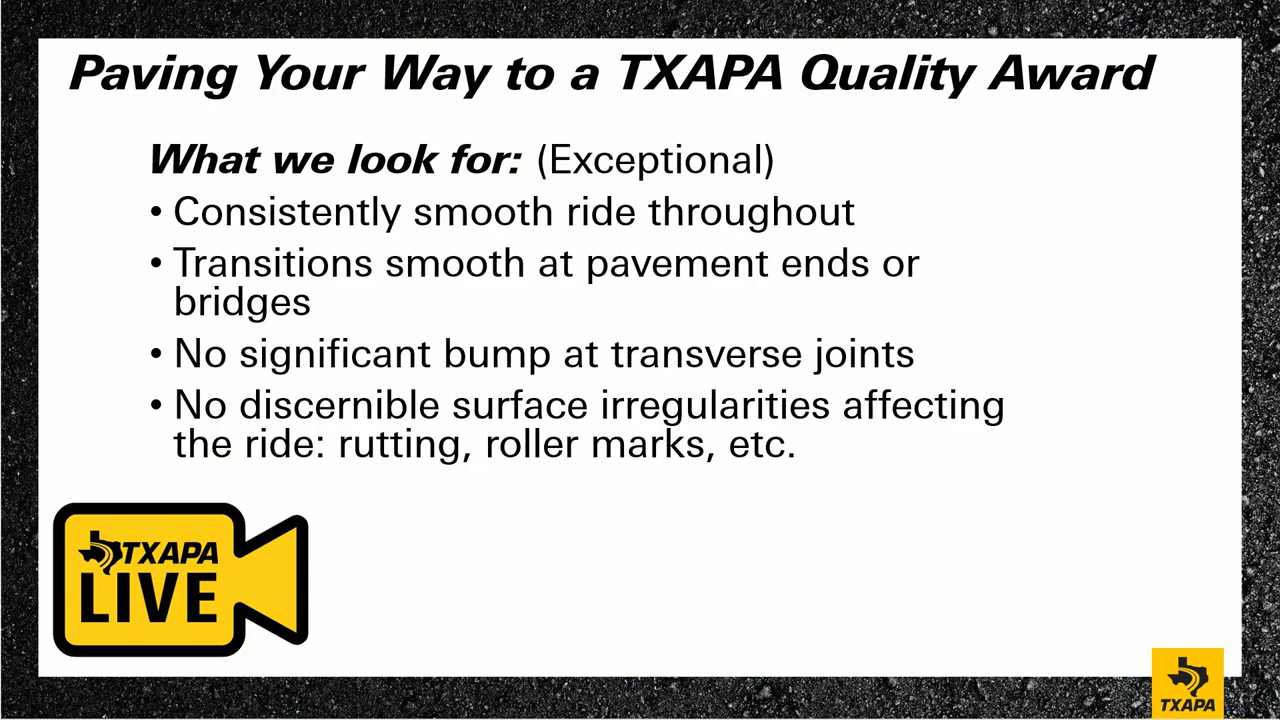 Paving Your Way to a TXAPA Quality Award
What we look for: (Exceptional)
• Consistently smooth ride throughout
• Transitions smooth at pavement ends or
bridges
• No significant bump at transverse joints
• No discernible surface irregularities affecting
the ride: rutting, roller marks, etc.
TXAPA
LIVE
TXAPA